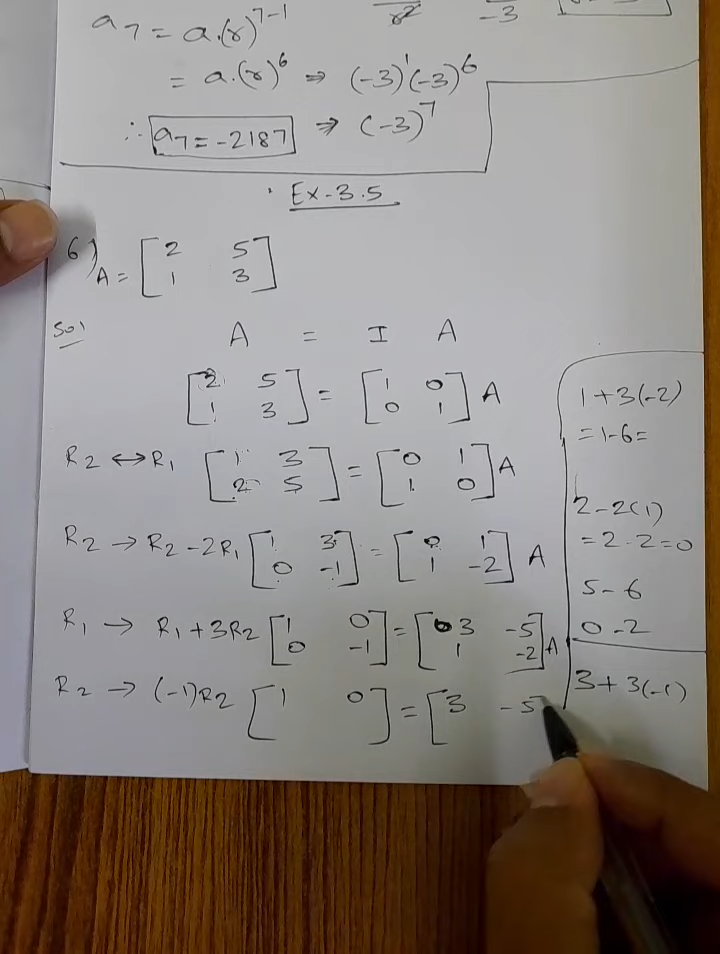 a₇ = a.(r)⁷⁻¹
r² -3
= a.(r)⁶ ⇒ (-3)¹(-3)⁶
∴ a₇ = -2187 ⇒ (-3)⁷
Ex-3.5
6) A = [2 5
1 3]
Sol
A = I A
[2 5 = [1 0 A
1 3] 0 1]
R₂ ↔ R₁ [1 3 = [0 1 A
2 5] 1 0]
R₂ → R₂ - 2R₁ [1 3 = [0 1 A
0 -1] 1 -2]
R₁ → R₁ + 3R₂ [1 0 = [3 -5 A
0 -1] 1 -2]
R₂ → (-1)R₂ [1 0 ] = [3 -5
1+3(-2)
= 1-6=
2-2(1)
= 2-2=0
5-6
0-2
3+3(-1)